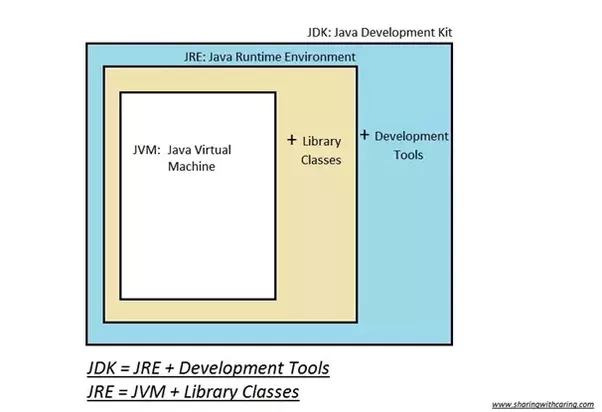 JDK: Java Development Kit
JRE: Java Runtime Environment
JVM: Java Virtual
Machine
+ Library
Classes
+ Development
Tools
JDK = JRE + Development Tools
JRE = JVM + Library Classes
www.sharingwithcaring.com